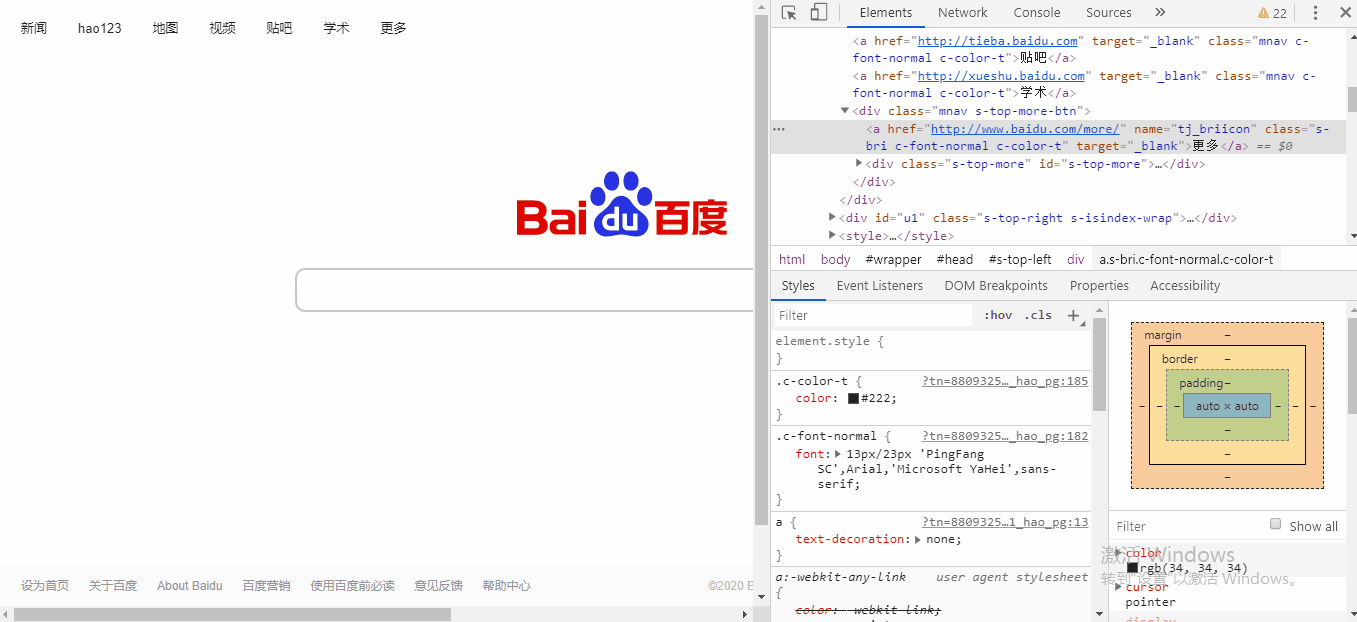 新闻 hao123 地图 视频 贴吧 学术 更多
Bai du 百度
设为首页 关于百度 About Baidu 百度营销 使用百度前必读 意见反馈 帮助中心 ©2020 B
Elements Network Console Sources » 22
<a href="http://tieba.baidu.com" target="_blank" class="mnav c-
font-normal c-color-t">贴吧</a>
<a href="http://xueshu.baidu.com" target="_blank" class="mnav c-
font-normal c-color-t">学术</a>
<div class="mnav s-top-more-btn">
<a href="http://www.baidu.com/more/" name="tj_briicon" class="s-
bri c-font-normal c-color-t" target="_blank">更多</a> == $0
<div class="s-top-more" id="s-top-more">…</div>
</div>
</div>
<div id="u1" class="s-top-right s-isindex-wrap">…</div>
<style>…</style>
html body #wrapper #head #s-top-left div a.s-bri.c-font-normal.c-color-t
Styles Event Listeners DOM Breakpoints Properties Accessibility
Filter :hov .cls +
element.style {
}
.c-color-t { ?tn=8809325…_hao_pg:185
color: #222;
}
.c-font-normal { ?tn=8809325…_hao_pg:182
font: 13px/23px 'PingFang
SC',Arial,'Microsoft YaHei',sans-
serif;
}
a { ?tn=8809325…1_hao_pg:13
text-decoration: none;
}
a:-webkit-any-link user agent stylesheet
{
color: -webkit-link;
margin –
border –
padding –
– – – auto × auto – – –
–
–
–
Filter Show all
color
rgb(34, 34, 34)
cursor
pointer
display
激活 Windows
转到"设置"以激活 Windows。